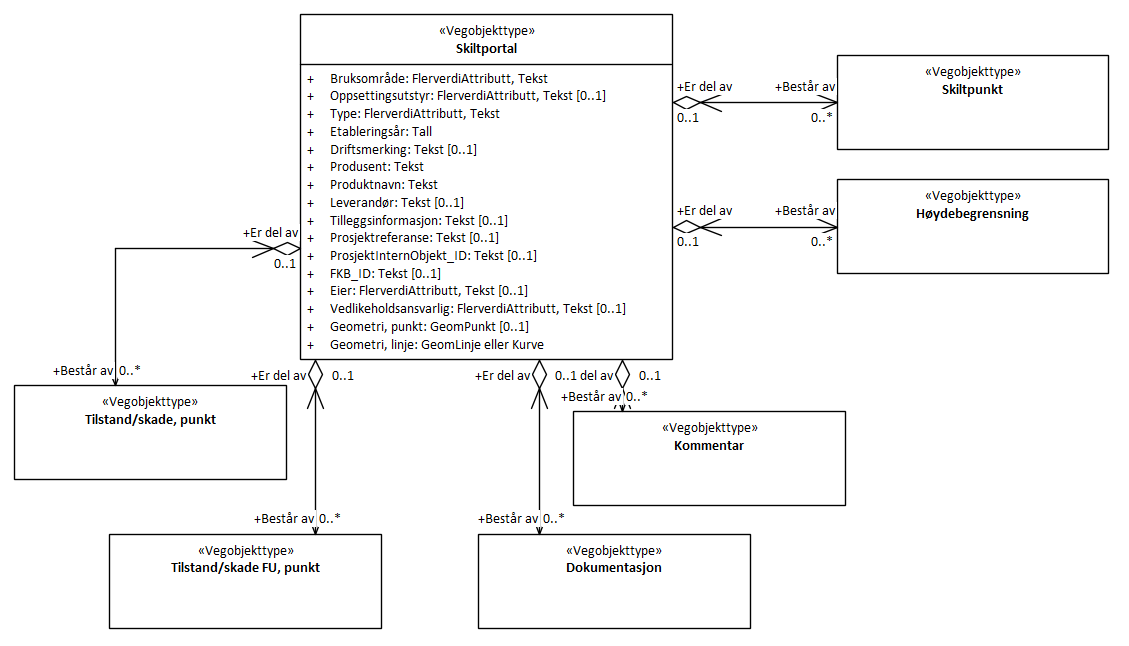 «Vegobjekttype»
Skiltportal
+ Bruksområde: FlerverdiAttributt, Tekst
+ Oppsettingsutstyr: FlerverdiAttributt, Tekst [0..1]
+ Type: FlerverdiAttributt, Tekst
+ Etableringsår: Tall
+ Driftsmerking: Tekst [0..1]
+ Produsent: Tekst
+ Produktnavn: Tekst
+ Leverandør: Tekst [0..1]
+ Tilleggsinformasjon: Tekst [0..1]
+ Prosjektreferanse: Tekst [0..1]
+ ProsjektInternObjekt_ID: Tekst [0..1]
+ FKB_ID: Tekst [0..1]
+ Eier: FlerverdiAttributt, Tekst [0..1]
+ Vedlikeholdsansvarlig: FlerverdiAttributt, Tekst [0..1]
+ Geometri, punkt: GeomPunkt [0..1]
+ Geometri, linje: GeomLinje eller Kurve
+Er del av
0..1
+Består av
0..*
«Vegobjekttype»
Skiltpunkt
+Er del av
0..1
+Består av
0..*
«Vegobjekttype»
Høydebegrensning
+Er del av
0..1
+Består av 0..*
«Vegobjekttype»
Tilstand/skade, punkt
+Er del av 0..1
+Består av 0..*
«Vegobjekttype»
Tilstand/skade FU, punkt
+Er del av 0..1
+Består av 0..*
«Vegobjekttype»
Dokumentasjon
del av 0..1
+Består av 0..*
«Vegobjekttype»
Kommentar